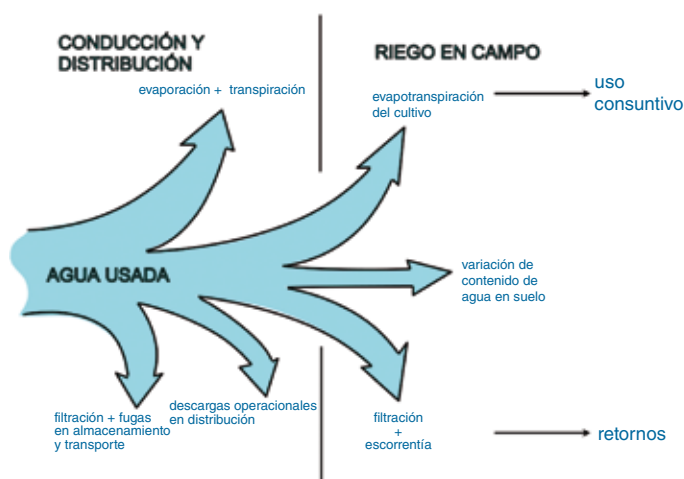 CONDUCCIÓN Y
DISTRIBUCIÓN
evaporación + transpiración
RIEGO EN CAMPO
evapotranspiración
del cultivo
uso
consuntivo
AGUA USADA
variación de
contenido de
agua en suelo
filtración + fugas
en almacenamiento
y transporte
descargas operacionales
en distribución
filtración
+
escorrentía
retornos